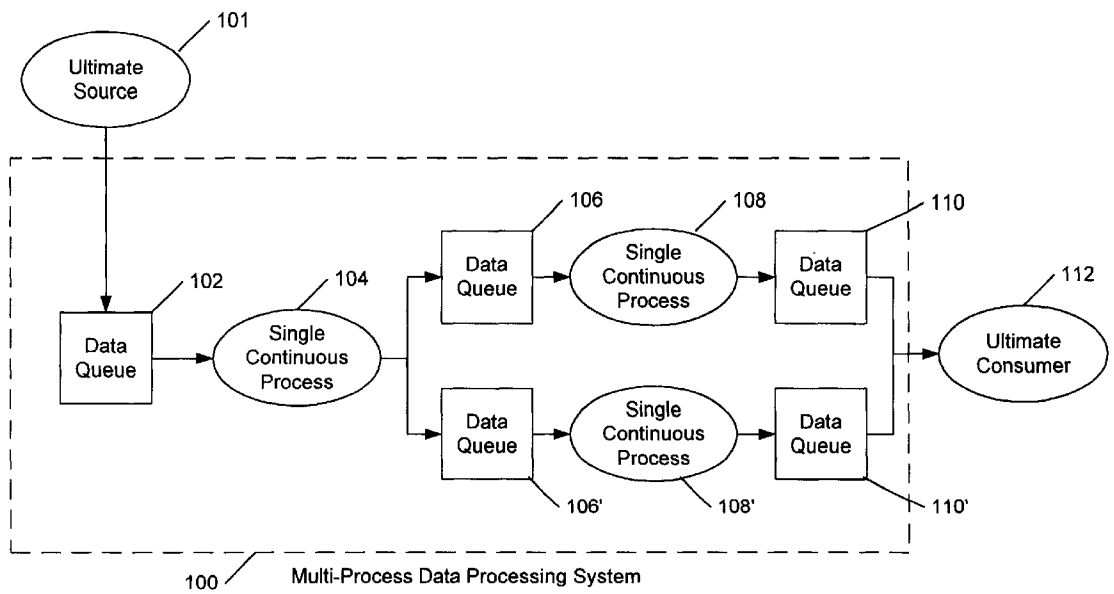 101
Ultimate
Source
106
108
110
102
104
112
Data
Queue
Single
Continuous
Process
Data
Queue
Data
Queue
Single
Continuous
Process
Ultimate
Consumer
Data
Queue
Single
Continuous
Process
Data
Queue
106'
108'
110'
100
Multi-Process Data Processing System